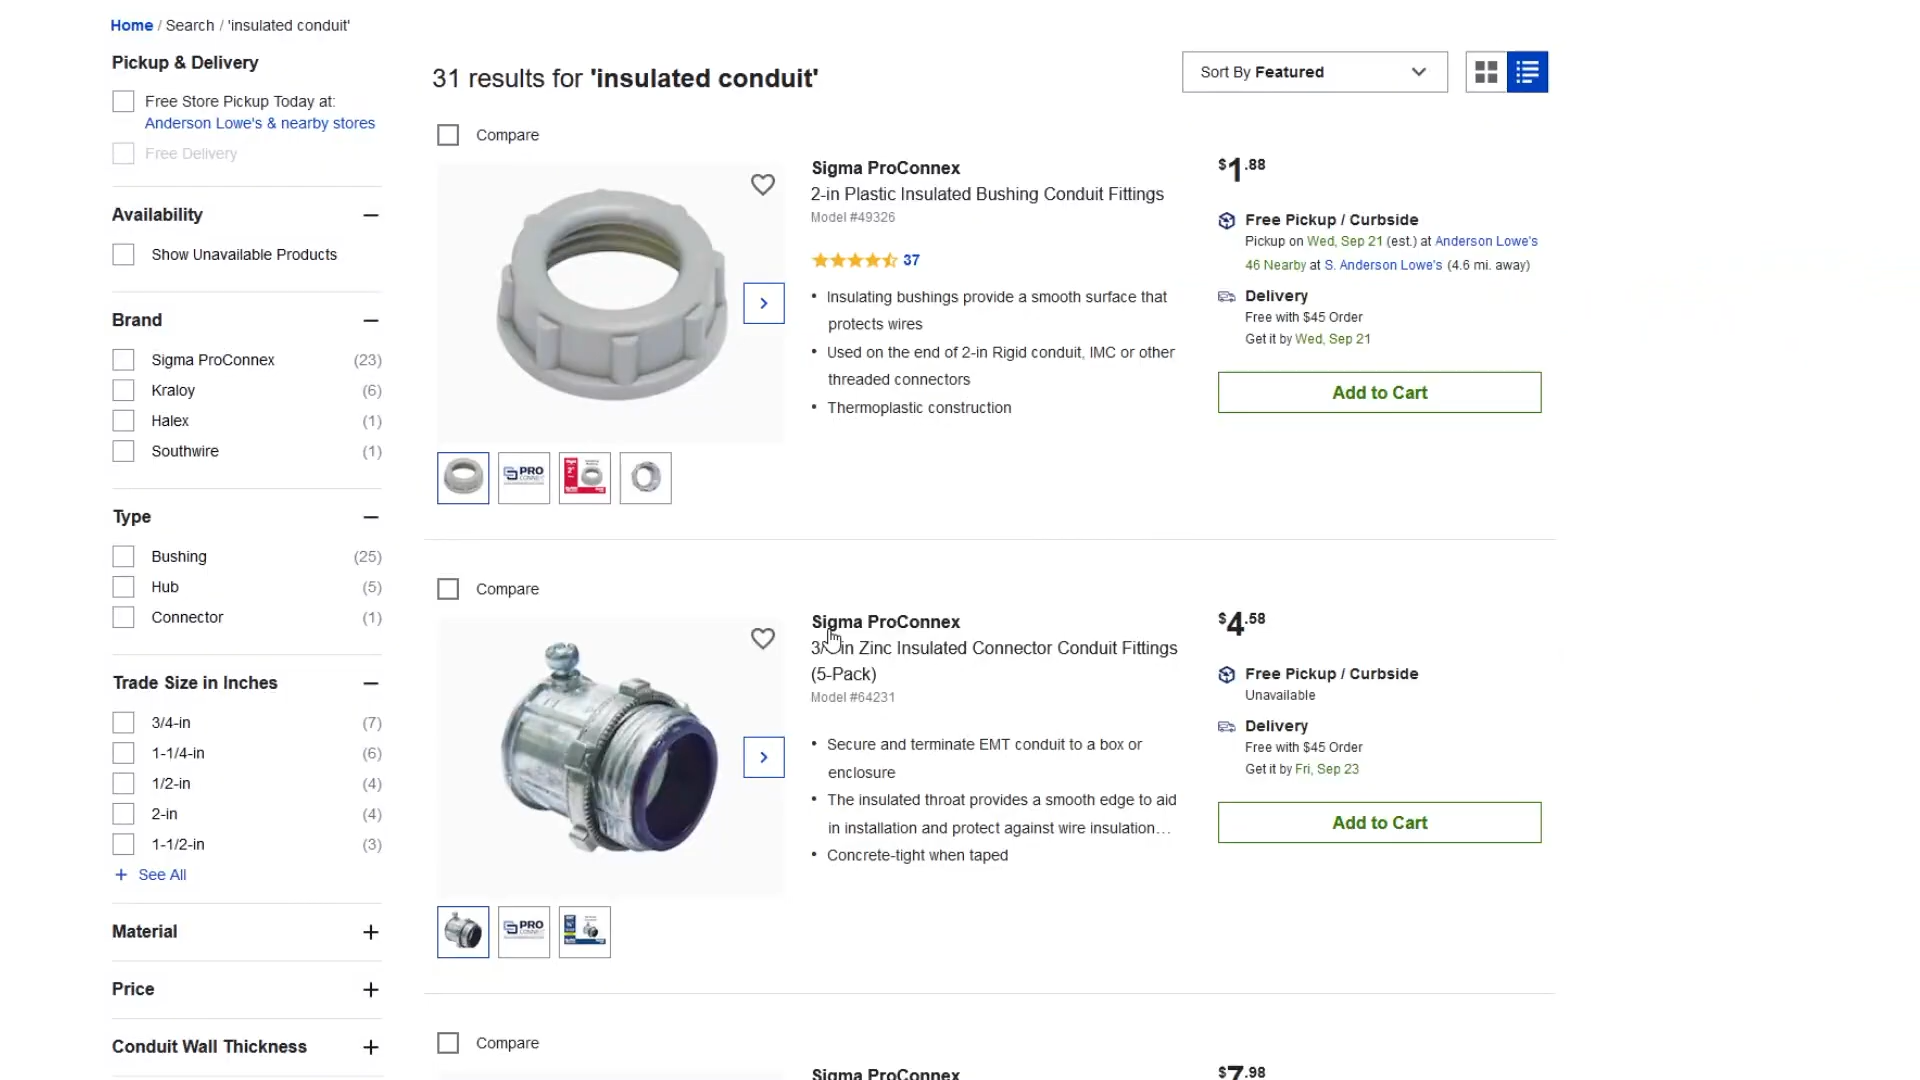 Home / Search / 'insulated conduit'
Pickup & Delivery
Free Store Pickup Today at:
Anderson Lowe's & nearby stores
Free Delivery
Availability
Show Unavailable Products
Brand
Sigma ProConnex (23)
Kraloy (6)
Halex (1)
Southwire (1)
Type
Bushing (25)
Hub (5)
Connector (1)
Trade Size in Inches
3/4-in (7)
1-1/4-in (6)
1/2-in (4)
2-in (4)
1-1/2-in (3)
+ See All
Material
Price
Conduit Wall Thickness
31 results for 'insulated conduit'
Sort By Featured
Compare
Sigma ProConnex
2-in Plastic Insulated Bushing Conduit Fittings
Model #49326
37
• Insulating bushings provide a smooth surface that
protects wires
• Used on the end of 2-in Rigid conduit, IMC or other
threaded connectors
• Thermoplastic construction
$1.88
Free Pickup / Curbside
Pickup on Wed, Sep 21 (est.) at Anderson Lowe's
46 Nearby at S. Anderson Lowe's (4.6 mi. away)
Delivery
Free with $45 Order
Get it by Wed, Sep 21
Add to Cart
PRO
Compare
Sigma ProConnex
Zinc Insulated Connector Conduit Fittings
(5-Pack)
Model #64231
• Secure and terminate EMT conduit to a box or
enclosure
• The insulated throat provides a smooth edge to aid
in installation and protect against wire insulation…
• Concrete-tight when taped
$4.58
Free Pickup / Curbside
Unavailable
Delivery
Free with $45 Order
Get it by Fri, Sep 23
Add to Cart
PRO
Compare
Sigma ProConnex
$7.98